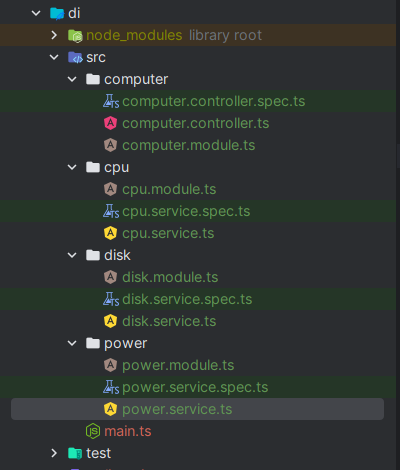 di
node_modules library root
src
computer
computer.controller.spec.ts
computer.controller.ts
computer.module.ts
cpu
cpu.module.ts
cpu.service.spec.ts
cpu.service.ts
disk
disk.module.ts
disk.service.spec.ts
disk.service.ts
power
power.module.ts
power.service.spec.ts
power.service.ts
main.ts
test